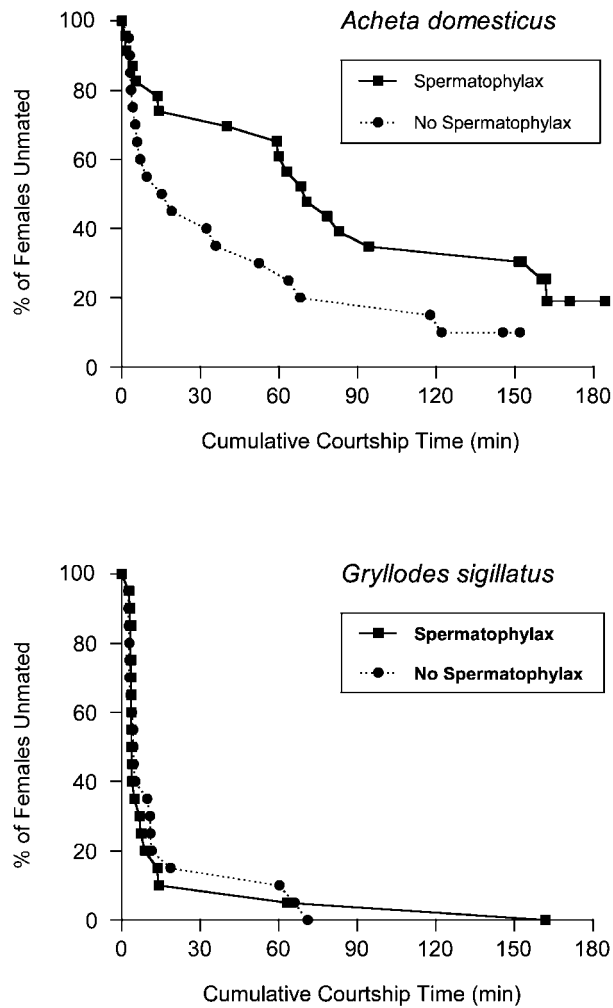 Acheta domesticus
100
80
60
40
20
0
% of Females Unmated
Spermatophylax
No Spermatophylax
0 30 60 90 120 150 180
Cumulative Courtship Time (min)
Gryllodes sigillatus
100
80
60
40
20
0
% of Females Unmated
Spermatophylax
No Spermatophylax
0 30 60 90 120 150 180
Cumulative Courtship Time (min)